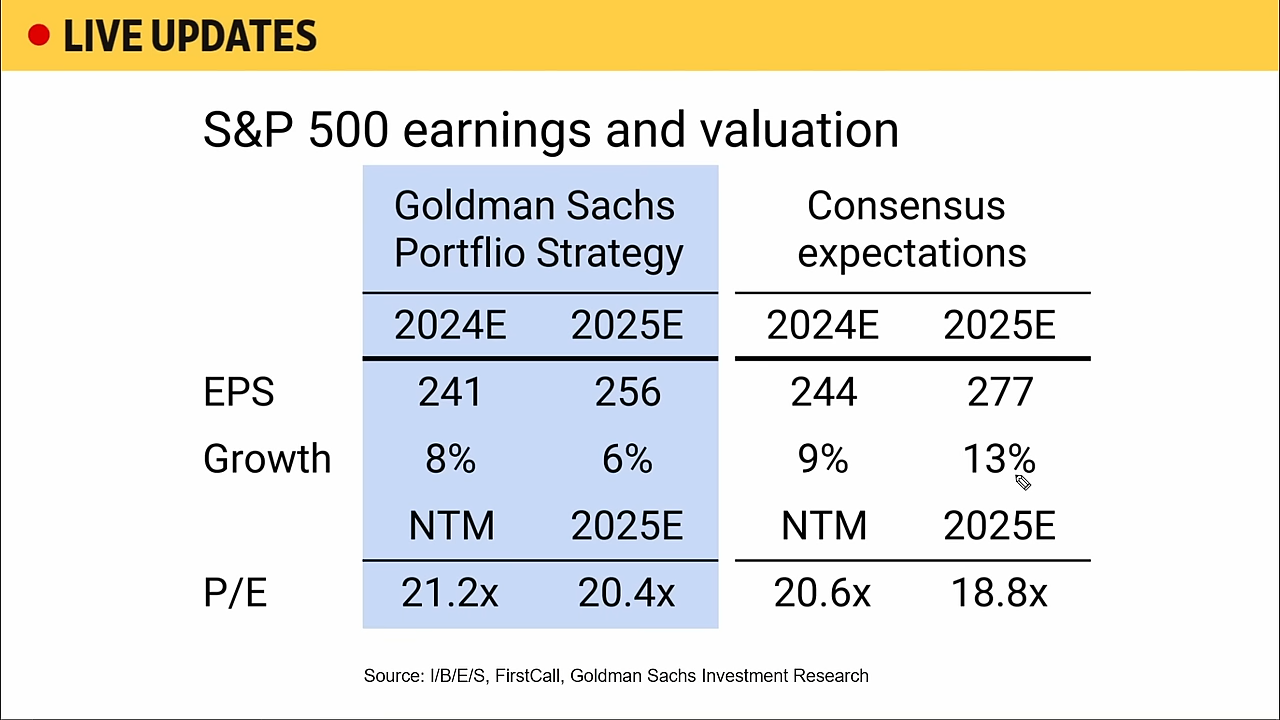 LIVE UPDATES
S&P 500 earnings and valuation
Goldman Sachs
Portflio Strategy
Consensus
expectations
2024E 2025E 2024E 2025E
EPS 241 256 244 277
Growth 8% 6% 9% 13%
NTM 2025E NTM 2025E
P/E 21.2x 20.4x 20.6x 18.8x
Source: I/B/E/S, FirstCall, Goldman Sachs Investment Research